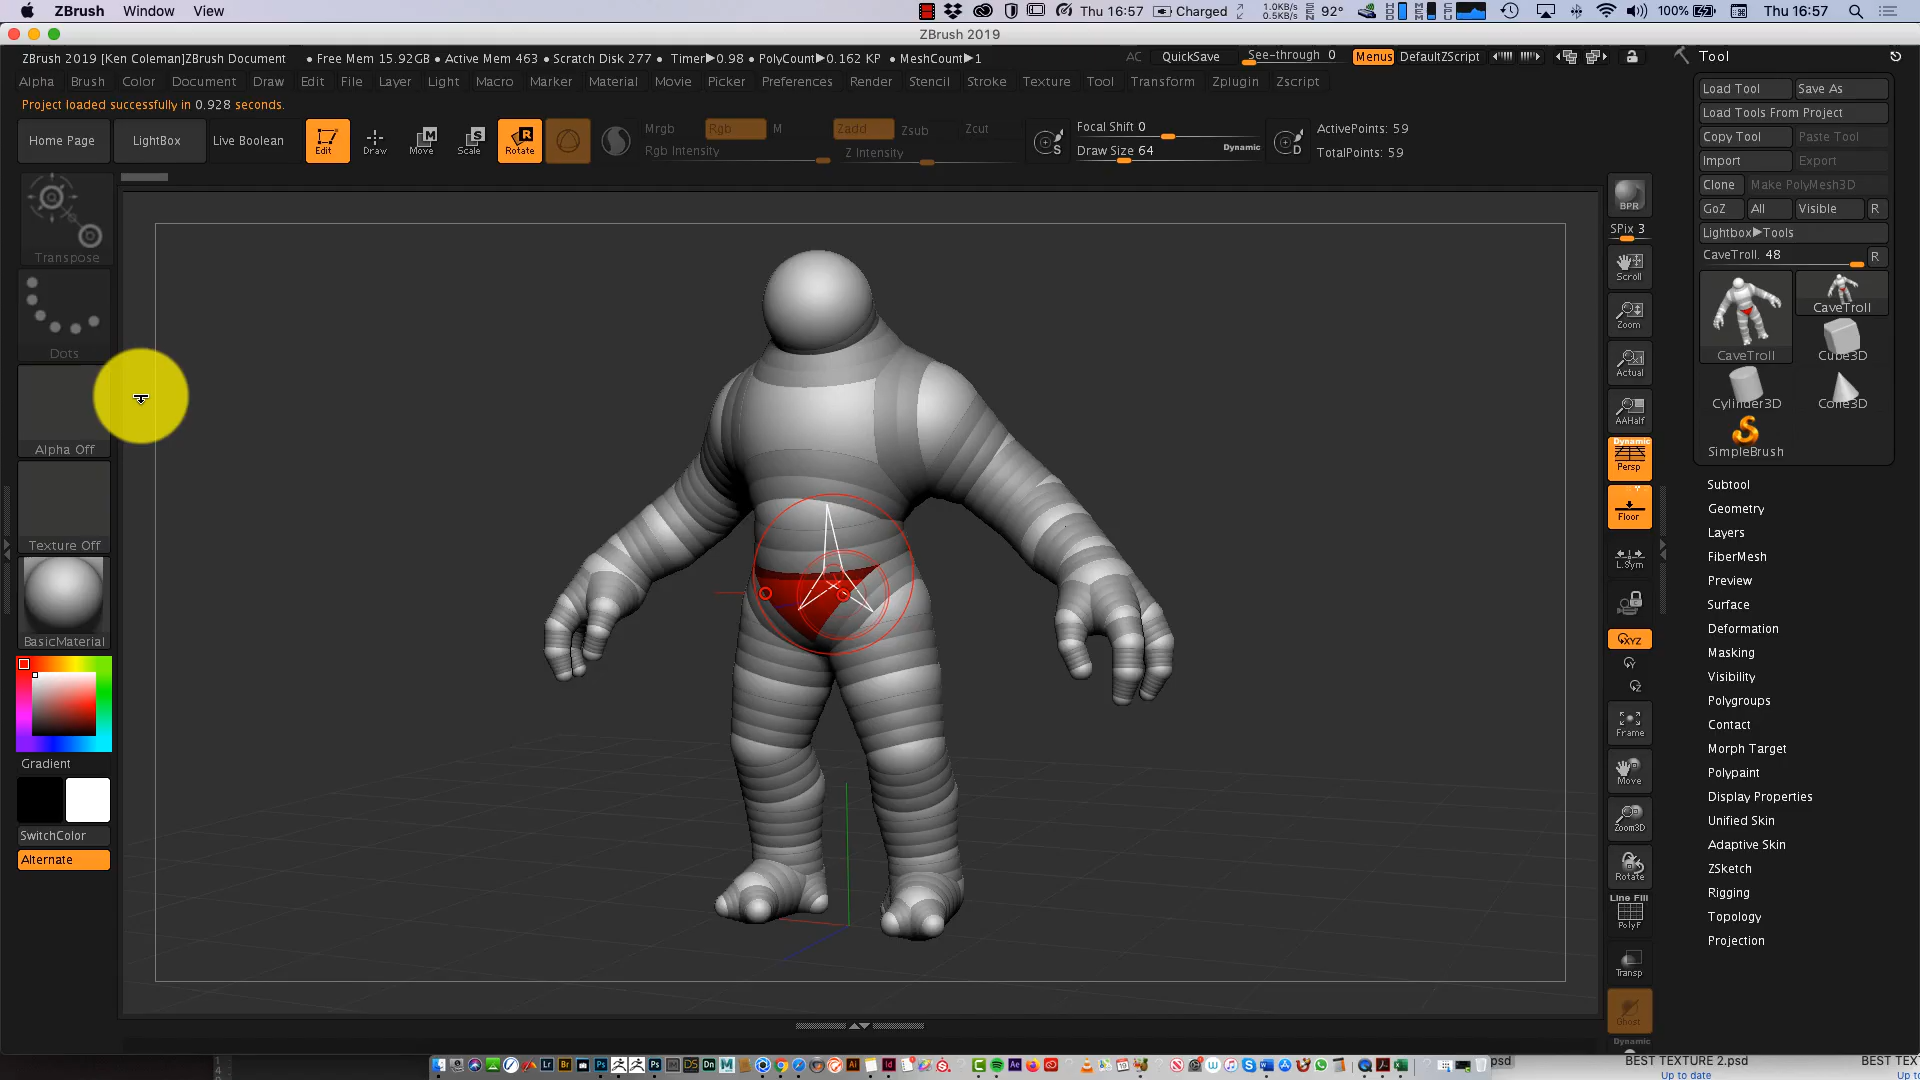 ZBrush Window View
1.0KB/s
0.5KB/s
Thu 16:57 Charged 92° 100% Thu 16:57
ZBrush 2019
ZBrush 2019 [Ken Coleman]ZBrush Document • Free Mem 15.92GB • Active Mem 463 • Scratch Disk 277 • Timer▶0.98 • PolyCount▶0.162 KP • MeshCount▶1
AC QuickSave See-through 0 Menus DefaultZScript
Alpha Brush Color Document Draw Edit File Layer Light Macro Marker Material Movie Picker Preferences Render Stencil Stroke Texture Tool Transform Zplugin Zscript
Project loaded successfully in 0.928 seconds.
Home Page LightBox Live Boolean Edit Draw Move Scale Rotate
Mrgb Rgb M Zadd Zsub Zcut
Rgb Intensity Z Intensity
Focal Shift 0
Draw Size 64 Dynamic
ActivePoints: 59
TotalPoints: 59
Transpose
Dots
Alpha Off
Texture Off
BasicMaterial
Gradient
SwitchColor
Alternate
BPR
SPix 3
Scroll
Zoom
Actual
AAHalf
Dynamic
Persp
Floor
L.Sym
XYZ
Y
Z
Frame
Move
Zoom3D
Rotate
Line Fill
PolyF
Transp
Ghost
Dynamic
Tool
Load Tool Save As
Load Tools From Project
Copy Tool Paste Tool
Import Export
Clone Make PolyMesh3D
GoZ All Visible R
Lightbox▶Tools
CaveTroll. 48 R
CaveTroll CaveTroll
Cube3D
Cylinder3D Cone3D
SimpleBrush
Subtool
Geometry
Layers
FiberMesh
Preview
Surface
Deformation
Masking
Visibility
Polygroups
Contact
Morph Target
Polypaint
Display Properties
Unified Skin
Adaptive Skin
ZSketch
Rigging
Topology
Projection
psd BEST TEXTURE 2.psd BEST TEX
Up to date Up to